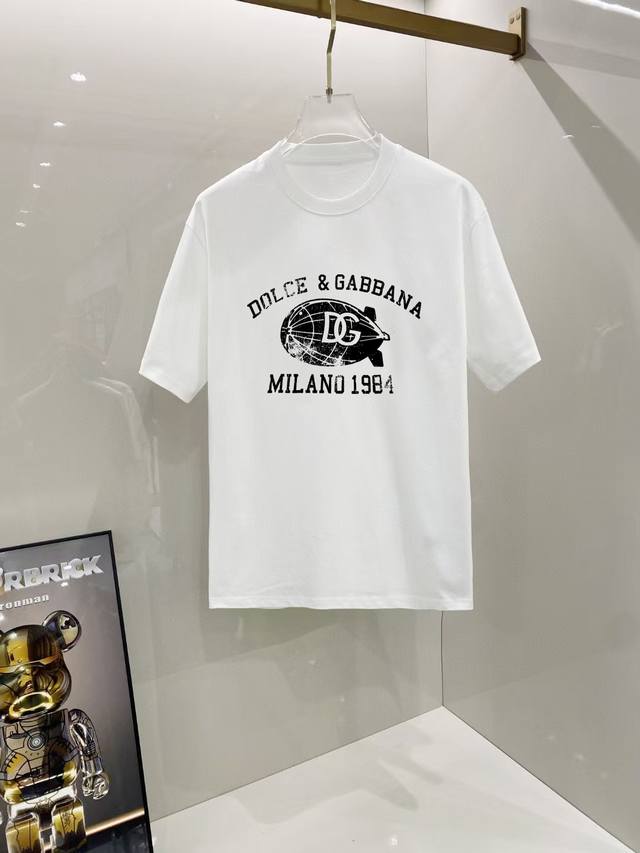 DOLCE & GABBANA
DG
MILANO 1984
RBRICK
ronman